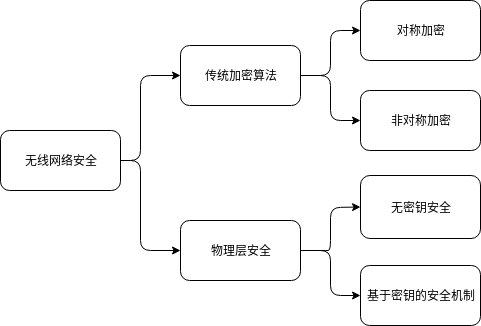 对称加密
传统加密算法
非对称加密
无线网络安全
无密钥安全
物理层安全
基于密钥的安全机制